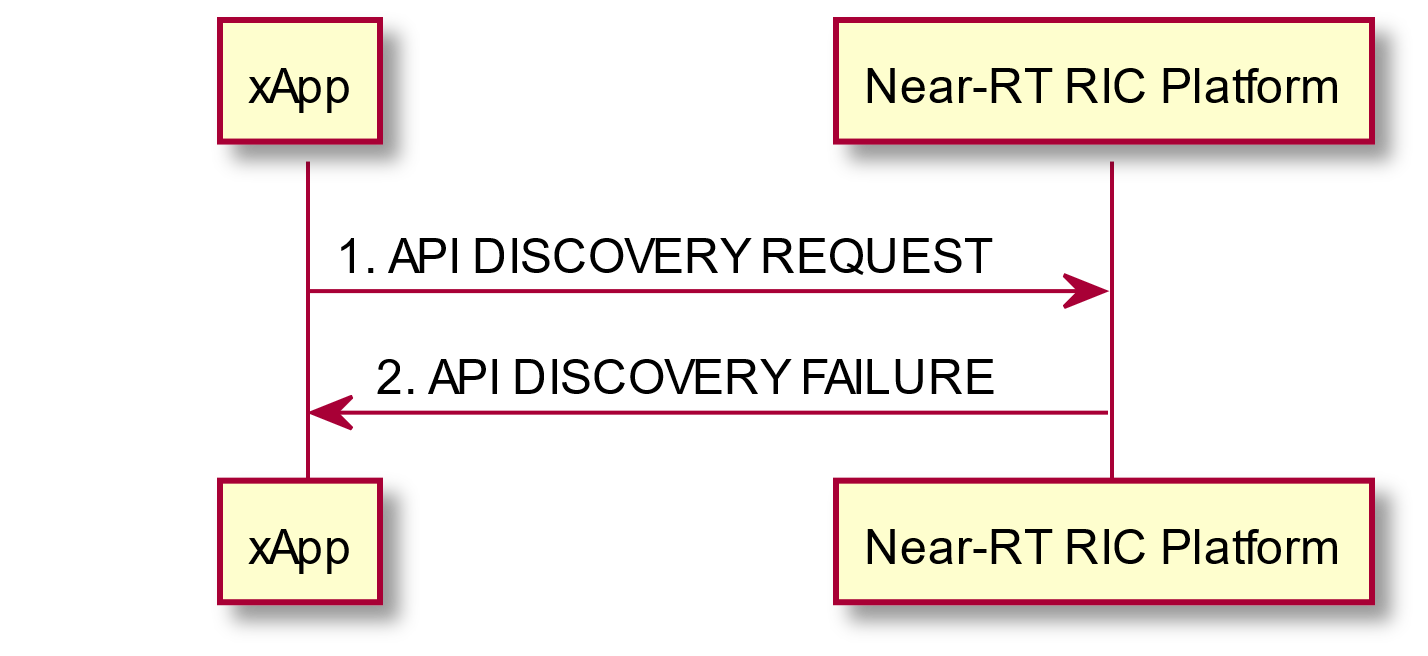 xApp
Near-RT RIC Platform
1. API DISCOVERY REQUEST
2. API DISCOVERY FAILURE
xApp
Near-RT RIC Platform